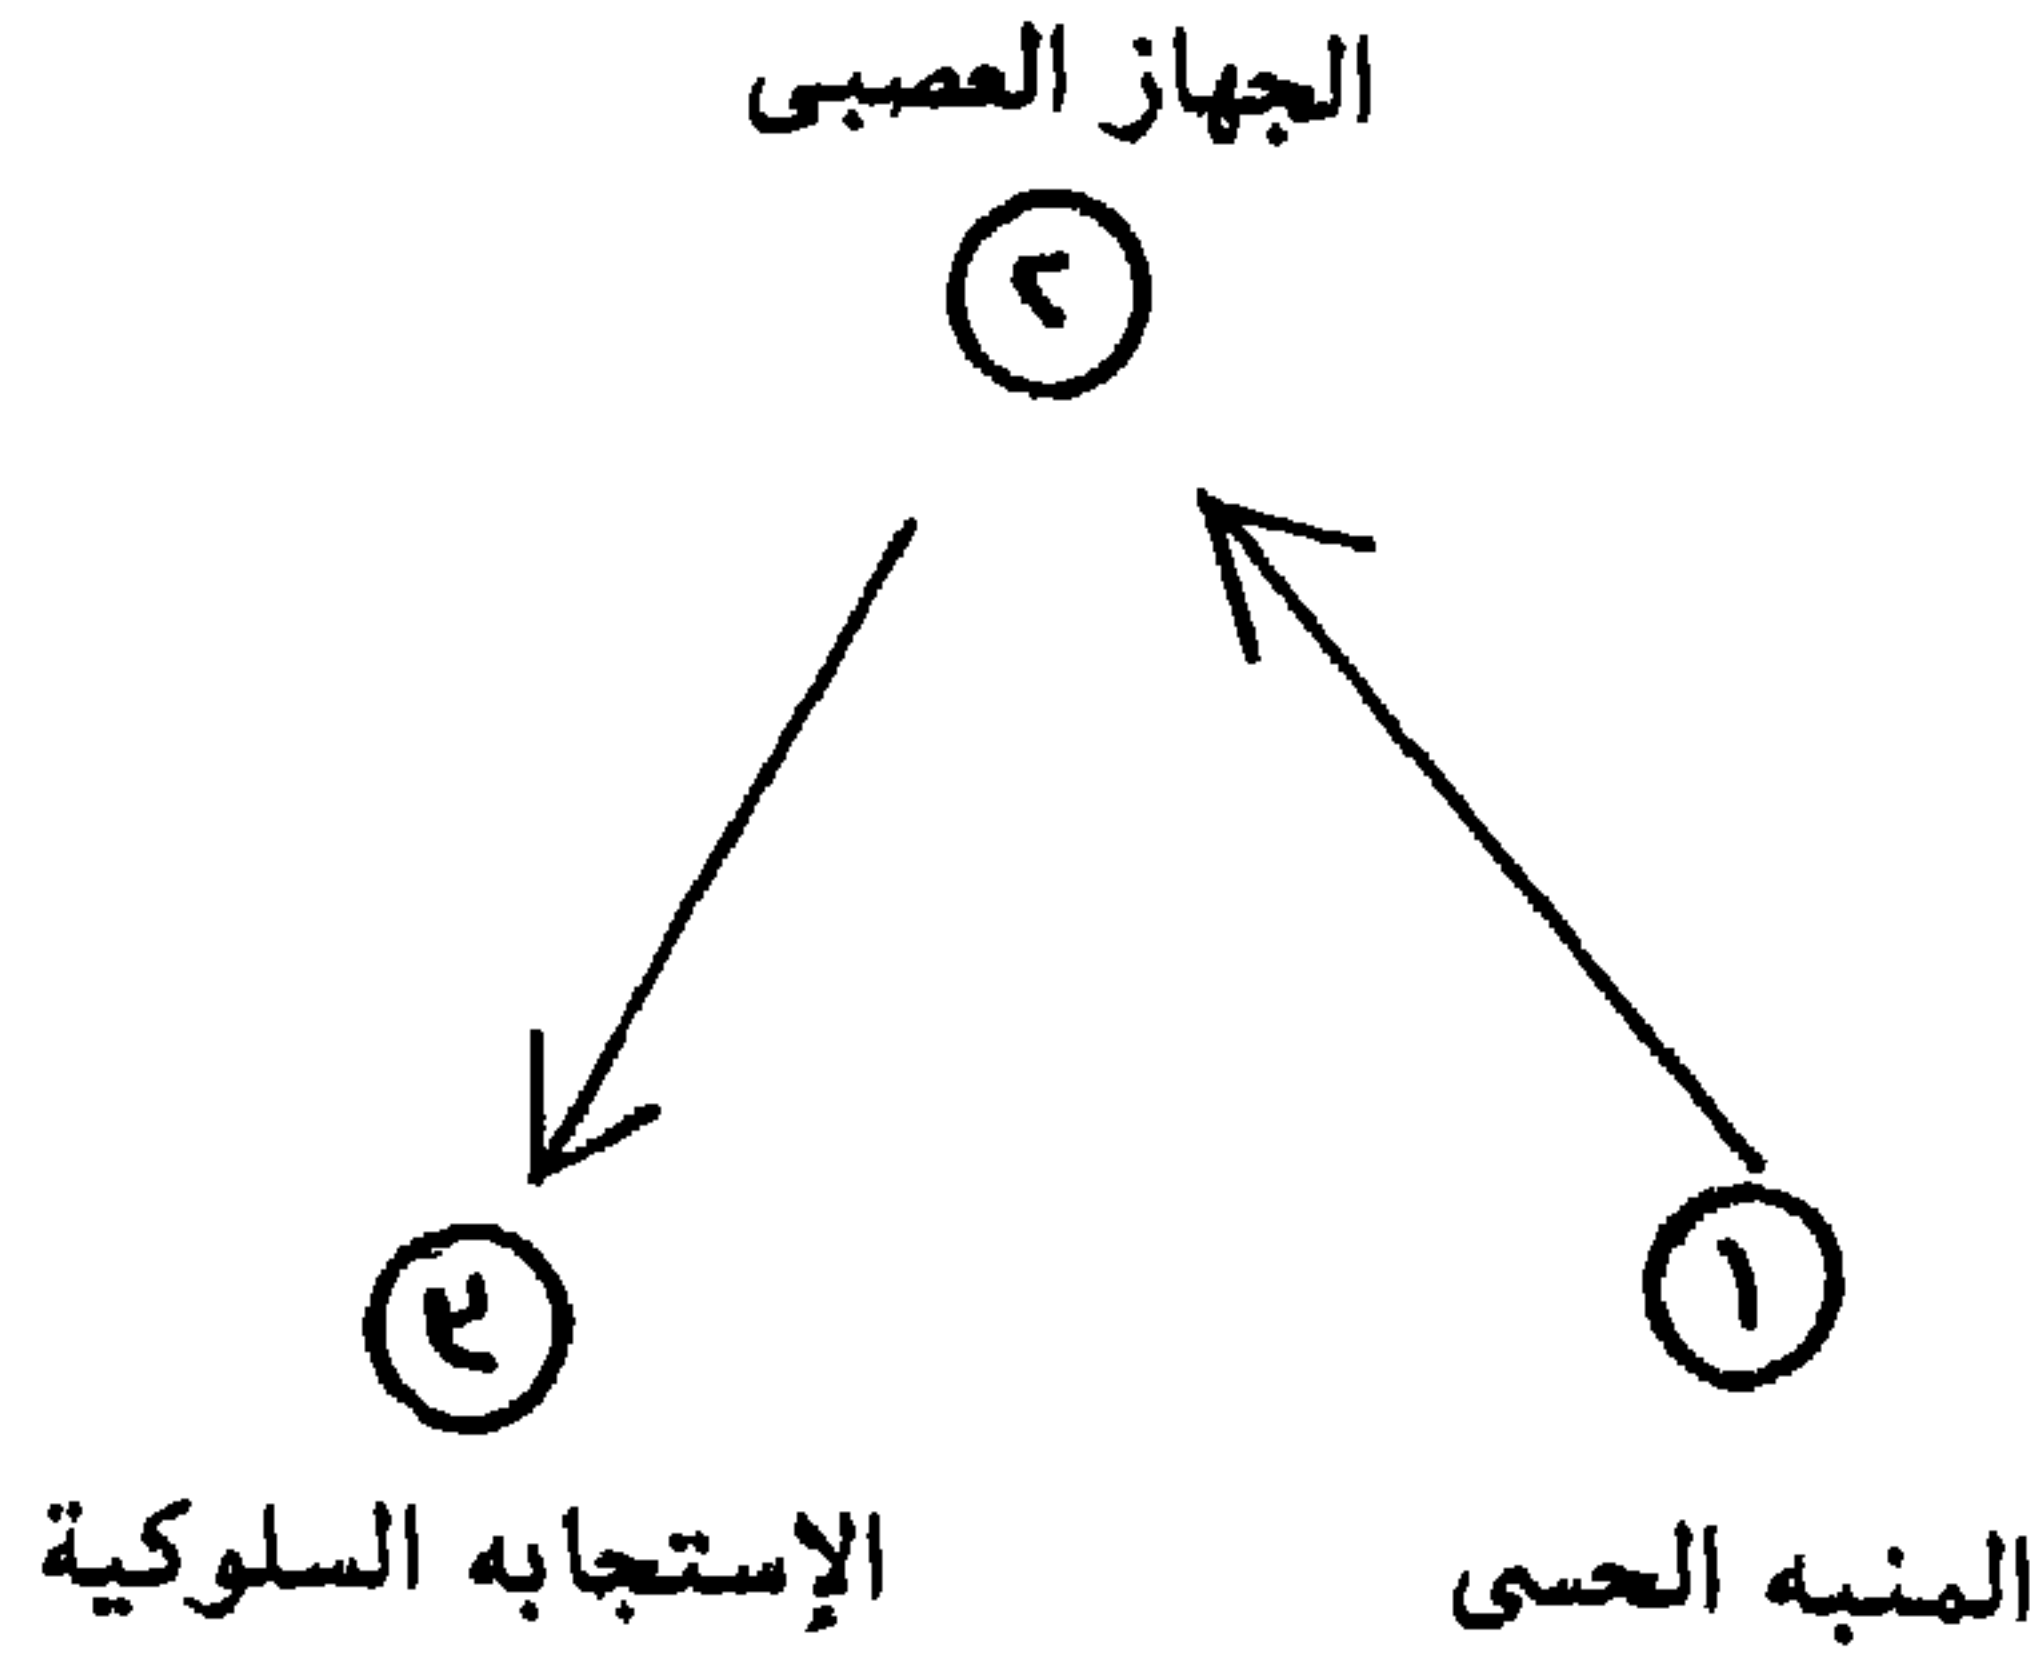 الجهاز العصبى
٢
١
٣
المنبه الحسى
الإستجابه السلوكية